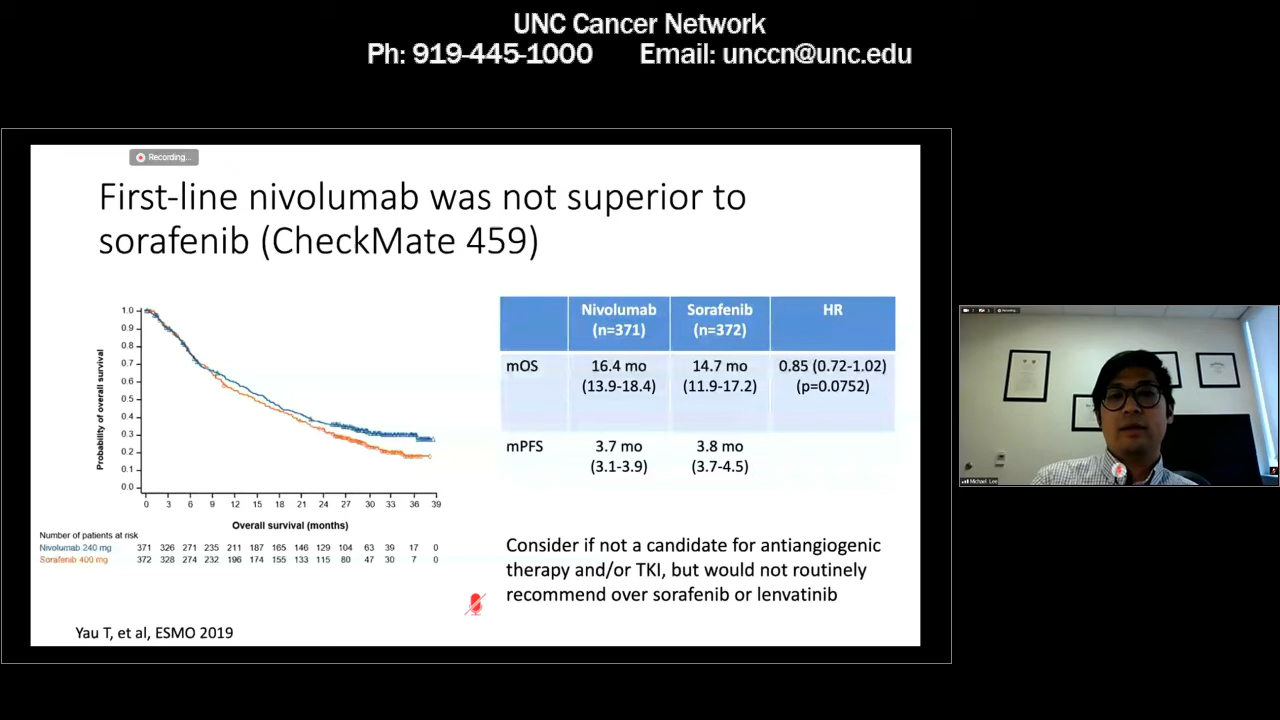 UNC Cancer Network
Ph: 919-445-1000 Email: unccn@unc.edu
Recording...
First-line nivolumab was not superior to
sorafenib (CheckMate 459)
Probability of overall survival
1.0
0.9
0.8
0.7
0.6
0.5
0.4
0.3
0.2
0.1
0.0
0 3 6 9 12 15 18 21 24 27 30 33 36 39
Overall survival (months)
Number of patients at risk
Nivolumab 240 mg 371 326 271 235 211 187 165 146 129 104 63 39 17 0
Sorafenib 400 mg 372 328 274 232 196 174 155 133 115 80 47 30 7 0
Nivolumab Sorafenib HR
(n=371) (n=372)
mOS 16.4 mo 14.7 mo 0.85 (0.72-1.02)
(13.9-18.4) (11.9-17.2) (p=0.0752)
mPFS 3.7 mo 3.8 mo
(3.1-3.9) (3.7-4.5)
Consider if not a candidate for antiangiogenic
therapy and/or TKI, but would not routinely
recommend over sorafenib or lenvatinib
Yau T, et al, ESMO 2019
Recording...
Michael Lee